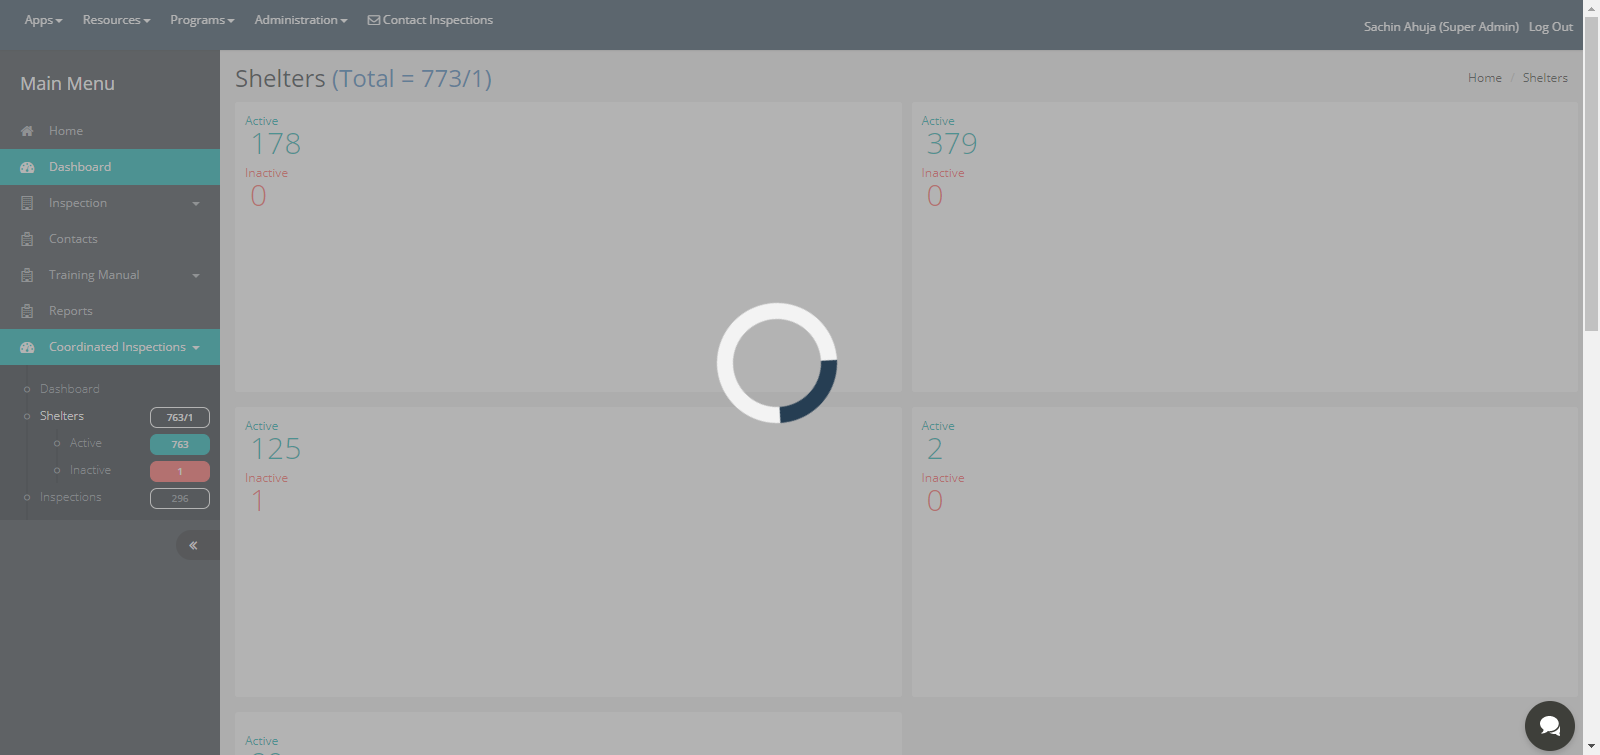 Apps Resources Programs Administration Contact Inspections
Sachin Ahuja (Super Admin) Log Out
Main Menu
Home
Dashboard
Inspection
Contacts
Training Manual
Reports
Coordinated Inspections
Dashboard
Shelters 763/1
Active 763
Inactive 1
Inspections 296
«
Shelters (Total = 773/1)
Home / Shelters
Active
178
Inactive
0
Active
379
Inactive
0
Active
125
Inactive
1
Active
2
Inactive
0
Active